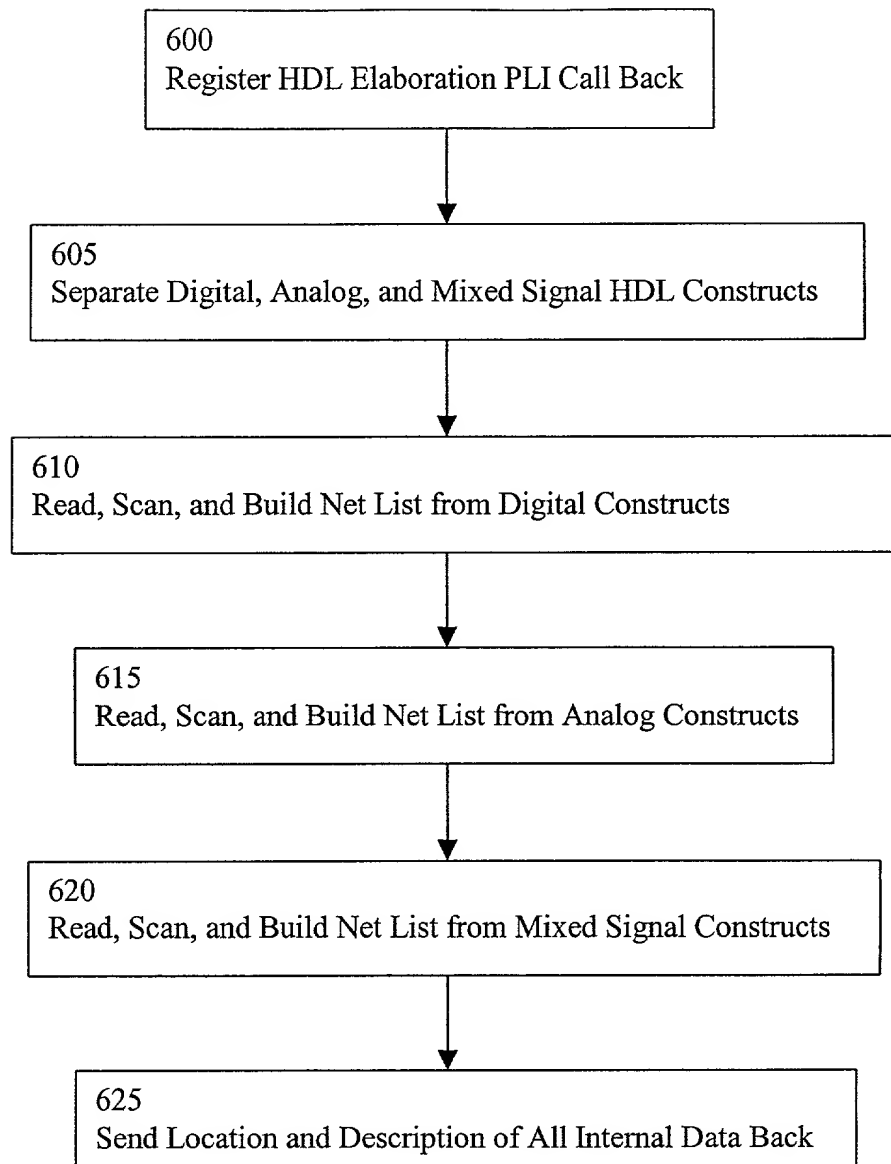 600
Register HDL Elaboration PLI Call Back
605
Separate Digital, Analog, and Mixed Signal HDL Constructs
610
Read, Scan, and Build Net List from Digital Constructs
615
Read, Scan, and Build Net List from Analog Constructs
620
Read, Scan, and Build Net List from Mixed Signal Constructs
625
Send Location and Description of All Internal Data Back